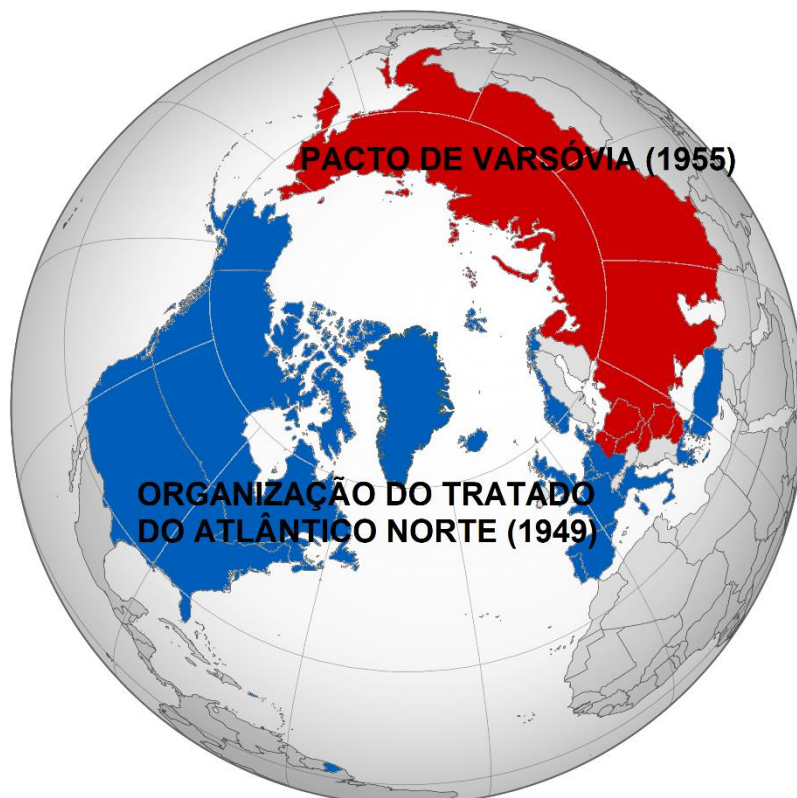 PACTO DE VARSÓVIA (1955)
ORGANIZAÇÃO DO TRATADO
DO ATLÂNTICO NORTE (1949)